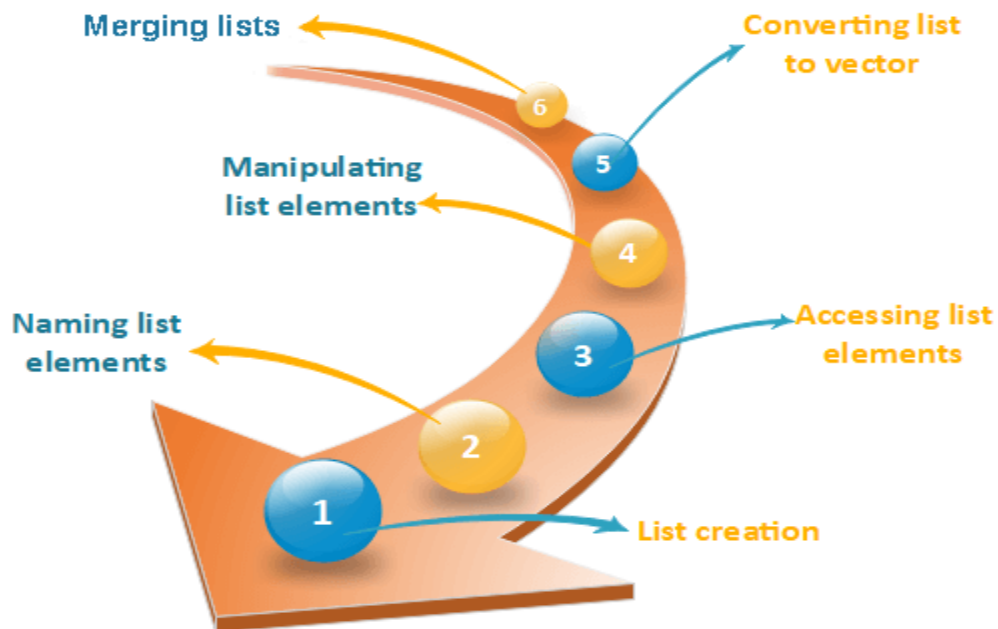 Merging lists
Converting list
to vector
6
5
Manipulating
list elements
4
Naming list
elements
3
Accessing list
elements
2
1
List creation